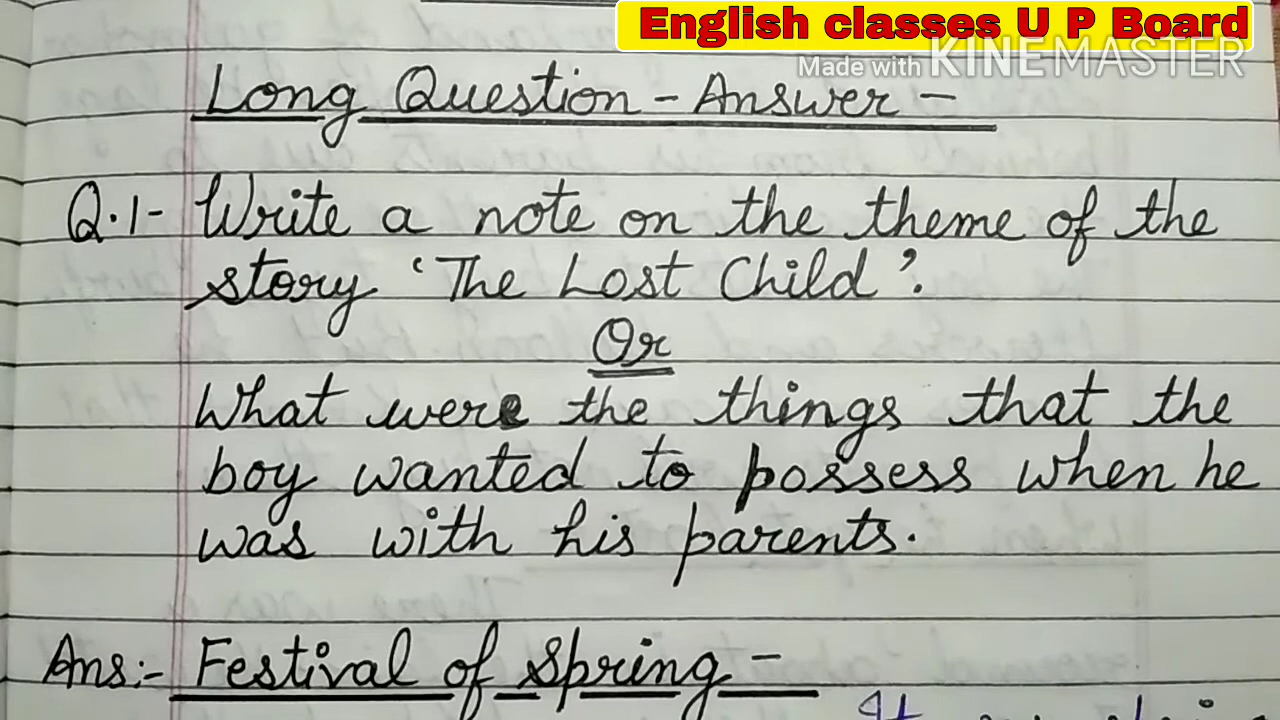 English classes U P Board
Made with KINEMASTER
Long Question - Answer -
Q.1- Write a note on the theme of the
story 'The Lost Child'.
Or
What were the things that the
boy wanted to possess when he
was with his parents.
Ans:- Festival of Spring -
It